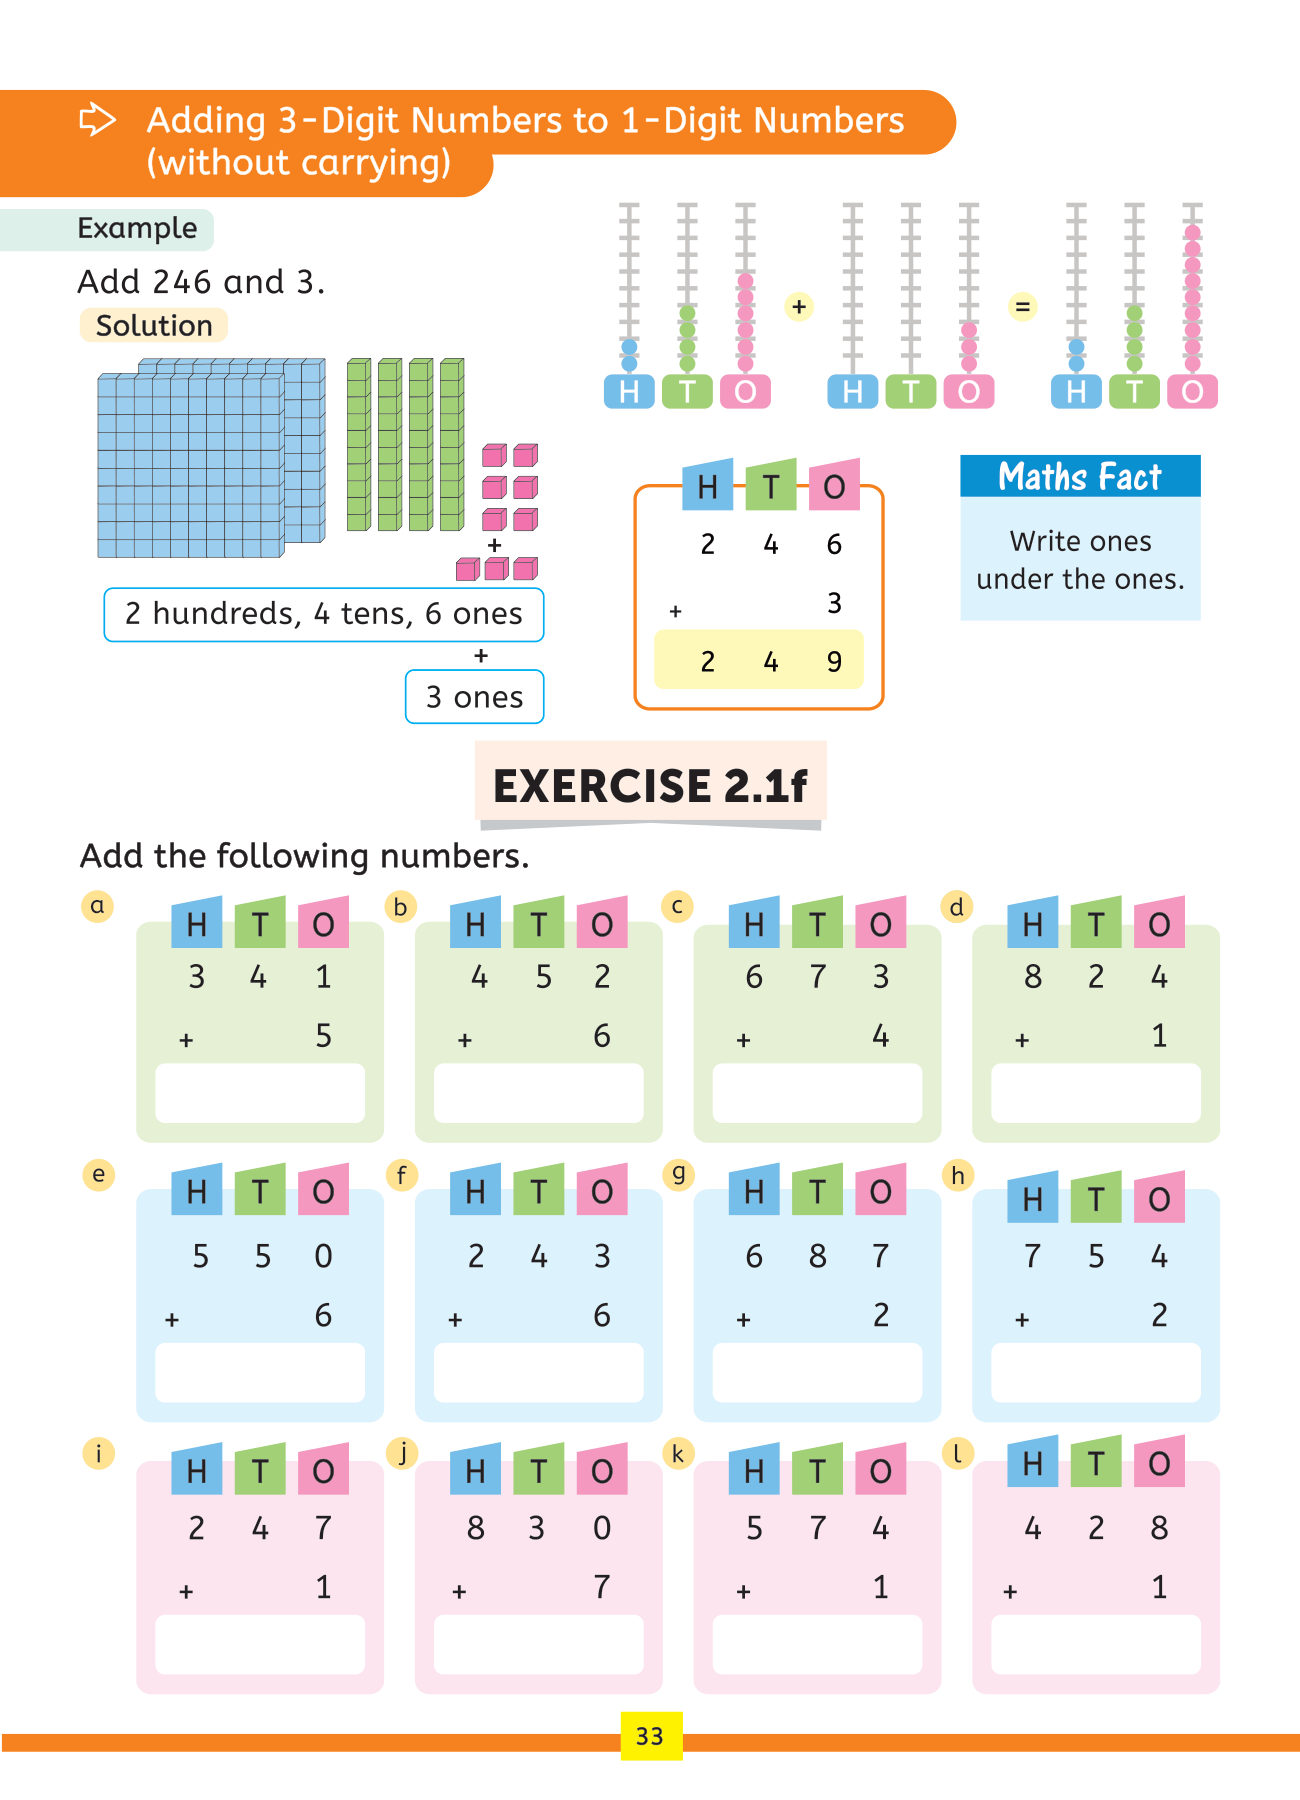 Adding 3-Digit Numbers to 1-Digit Numbers
(without carrying)
Example
Add 246 and 3.
Solution
+
2 hundreds, 4 tens, 6 ones
+
3 ones
H T O + H T O = H T O
H T O
2 4 6
+ 3
2 4 9
Maths Fact
Write ones
under the ones.
EXERCISE 2.1f
Add the following numbers.
a H T O
3 4 1
+ 5
b H T O
4 5 2
+ 6
c H T O
6 7 3
+ 4
d H T O
8 2 4
+ 1
e H T O
5 5 0
+ 6
f H T O
2 4 3
+ 6
g H T O
6 8 7
+ 2
h H T O
7 5 4
+ 2
i H T O
2 4 7
+ 1
j H T O
8 3 0
+ 7
k H T O
5 7 4
+ 1
l H T O
4 2 8
+ 1
33